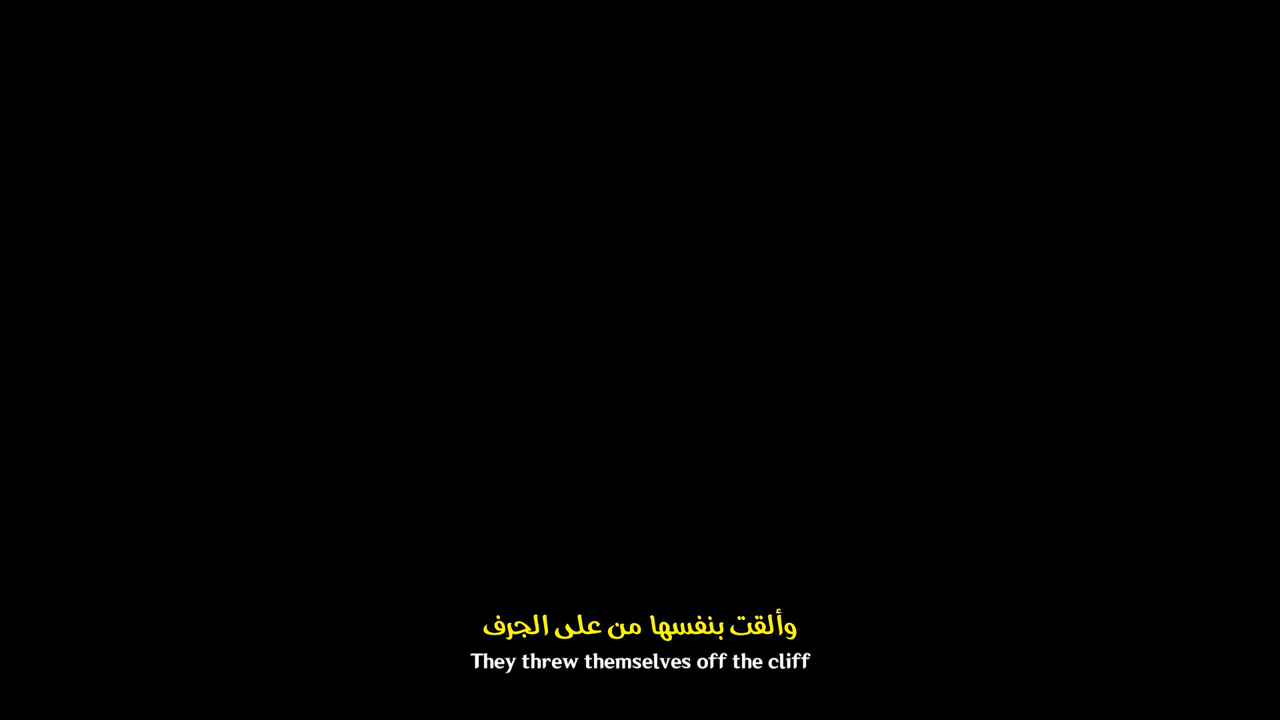 وألقت بنفسها من على الجرف
They threw themselves off the cliff